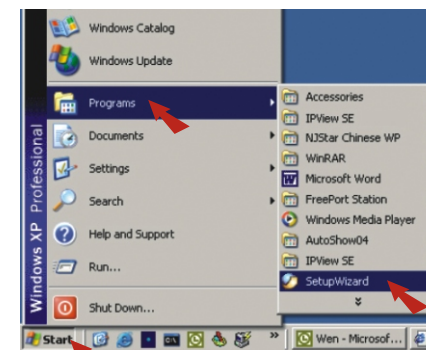 Windows XP Professional
Windows Catalog
Windows Update
Programs
Documents
Settings
Search
Help and Support
Run...
Shut Down...
Accessories
IPView SE
NJStar Chinese WP
WinRAR
Microsoft Word
FreePort Station
Windows Media Player
AutoShow04
IPView SE
SetupWizard
Start
Wen - Microsof...